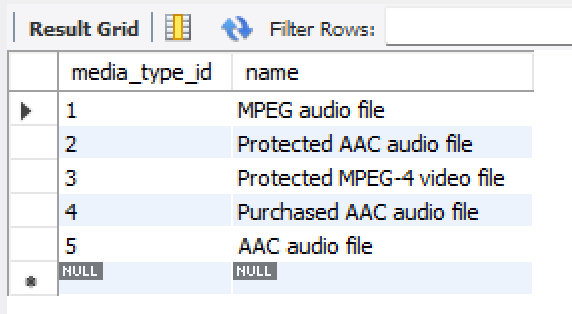 Result Grid Filter Rows:
media_type_id name
1 MPEG audio file
2 Protected AAC audio file
3 Protected MPEG-4 video file
4 Purchased AAC audio file
5 AAC audio file
NULL NULL